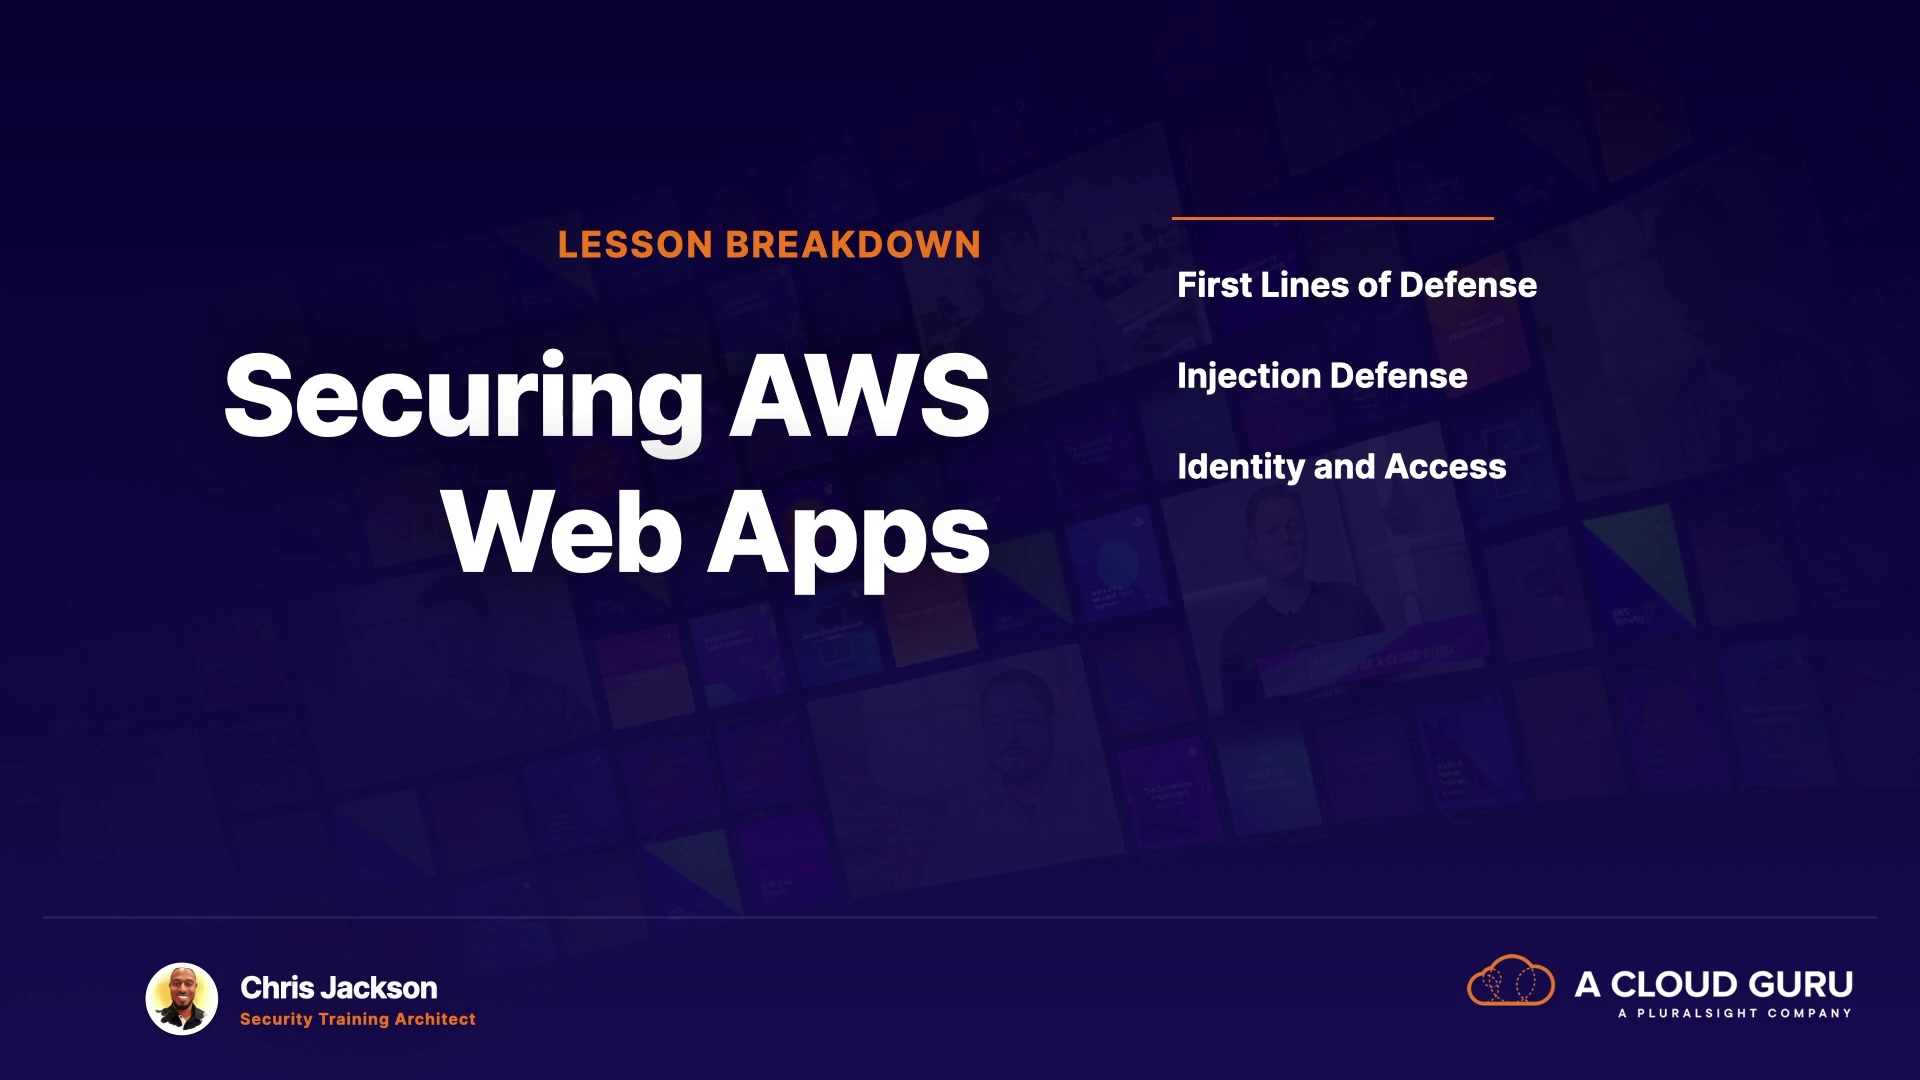 LESSON BREAKDOWN
Securing AWS
Web Apps
First Lines of Defense
Injection Defense
Identity and Access
Chris Jackson
Security Training Architect
A CLOUD GURU
A PLURALSIGHT COMPANY